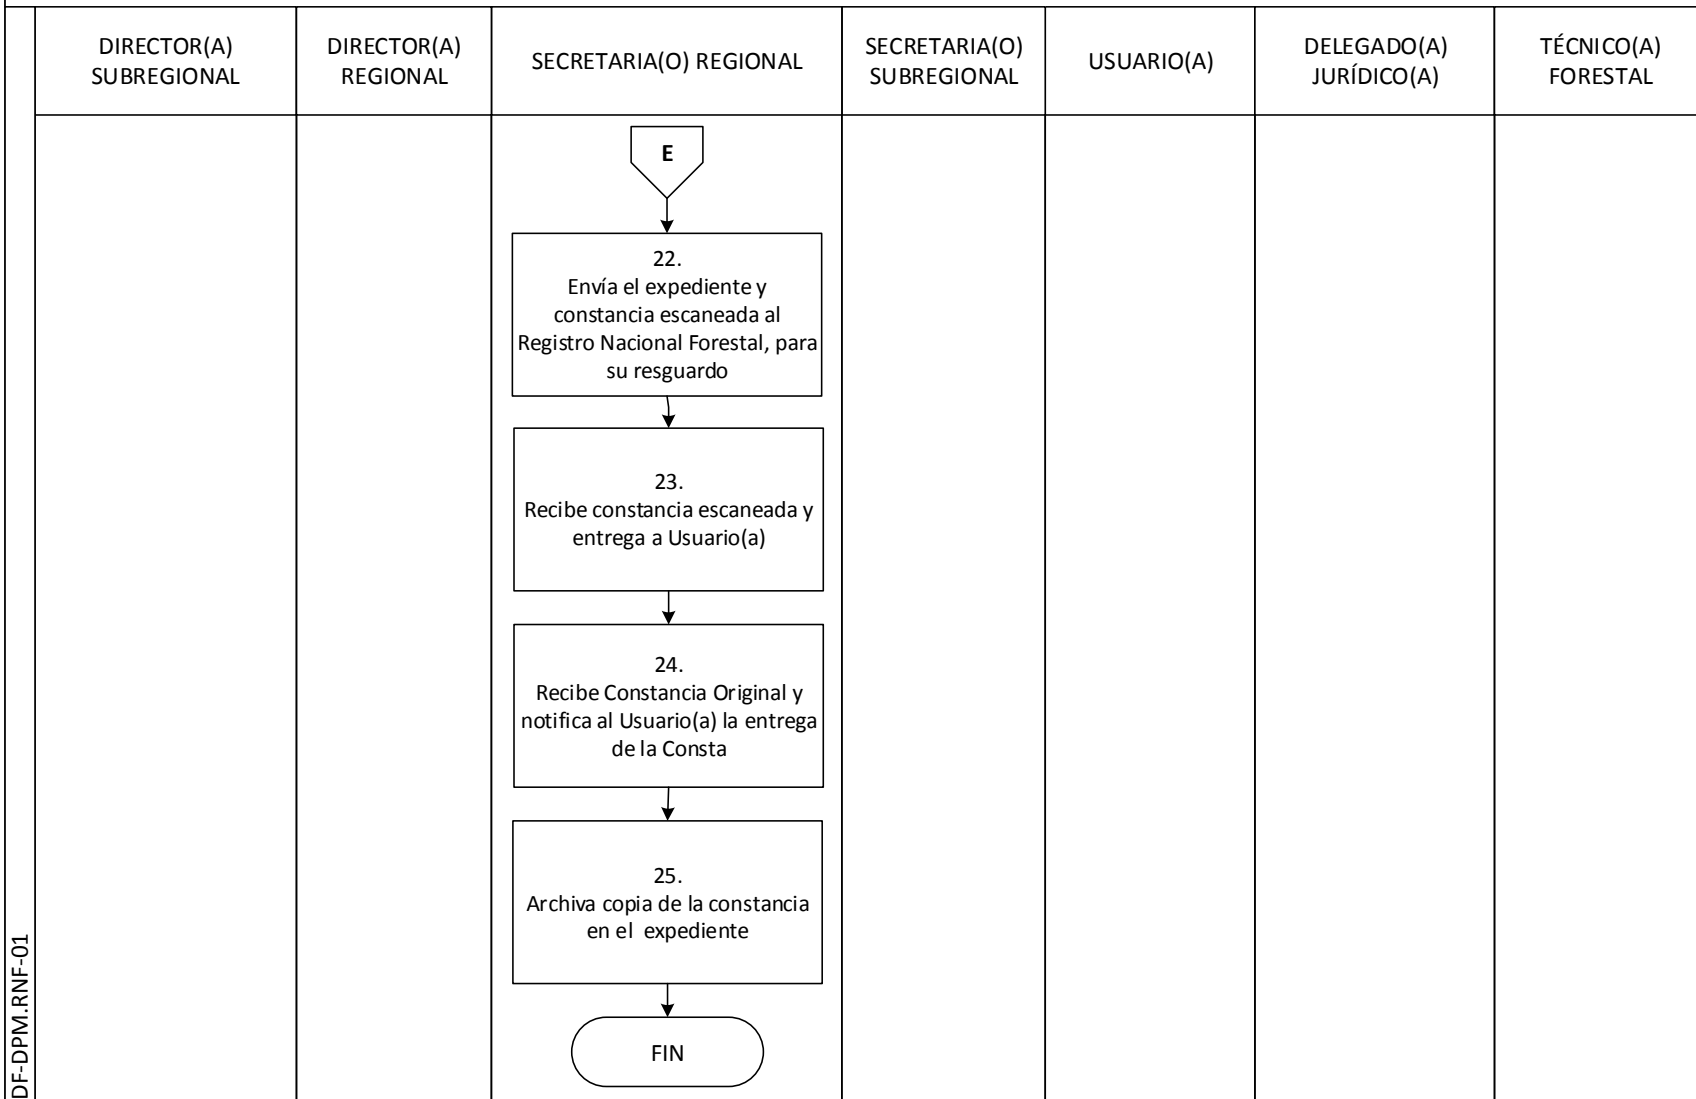 DIRECTOR(A)
SUBREGIONAL
DIRECTOR(A)
REGIONAL
SECRETARIA(O) REGIONAL
SECRETARIA(O)
SUBREGIONAL
USUARIO(A)
DELEGADO(A)
JURÍDICO(A)
TÉCNICO(A)
FORESTAL
E
22.
Envía el expediente y
constancia escaneada al
Registro Nacional Forestal, para
su resguardo
23.
Recibe constancia escaneada y
entrega a Usuario(a)
24.
Recibe Constancia Original y
notifica al Usuario(a) la entrega
de la Consta
25.
Archiva copia de la constancia
en el expediente
FIN
DF-DPM.RNF-01